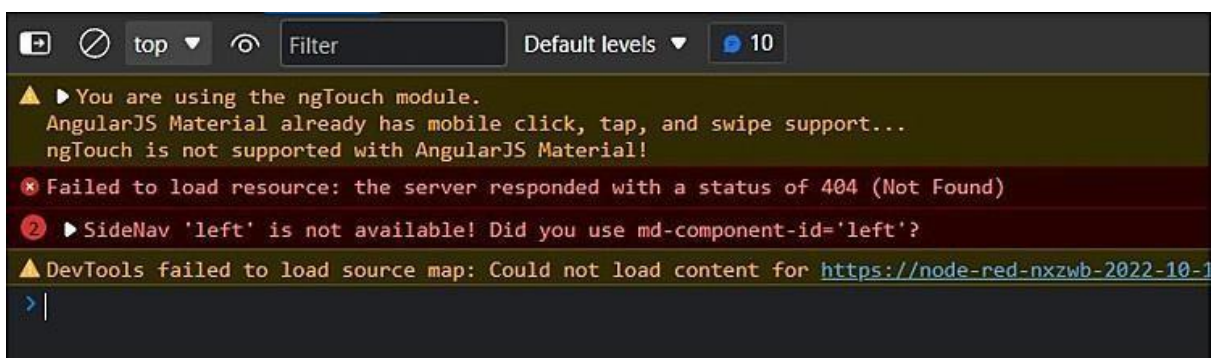 top Filter Default levels 10
You are using the ngTouch module.
AngularJS Material already has mobile click, tap, and swipe support...
ngTouch is not supported with AngularJS Material!
Failed to load resource: the server responded with a status of 404 (Not Found)
2 SideNav 'left' is not available! Did you use md-component-id='left'?
DevTools failed to load source map: Could not load content for https://node-red-nxzwb-2022-10-1